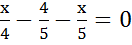 x/4 − 4/5 − x/5 = 0